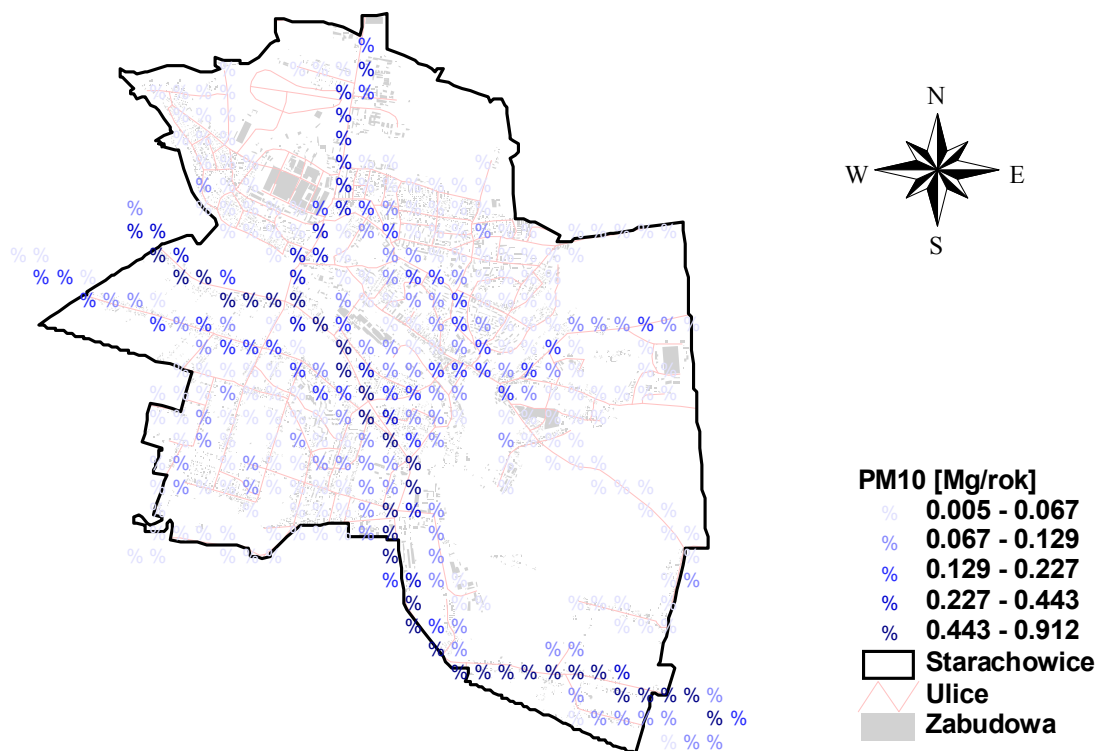 N
W E
S
PM10 [Mg/rok]
% 0.005 - 0.067
% 0.067 - 0.129
% 0.129 - 0.227
% 0.227 - 0.443
% 0.443 - 0.912
Starachowice
Ulice
Zabudowa